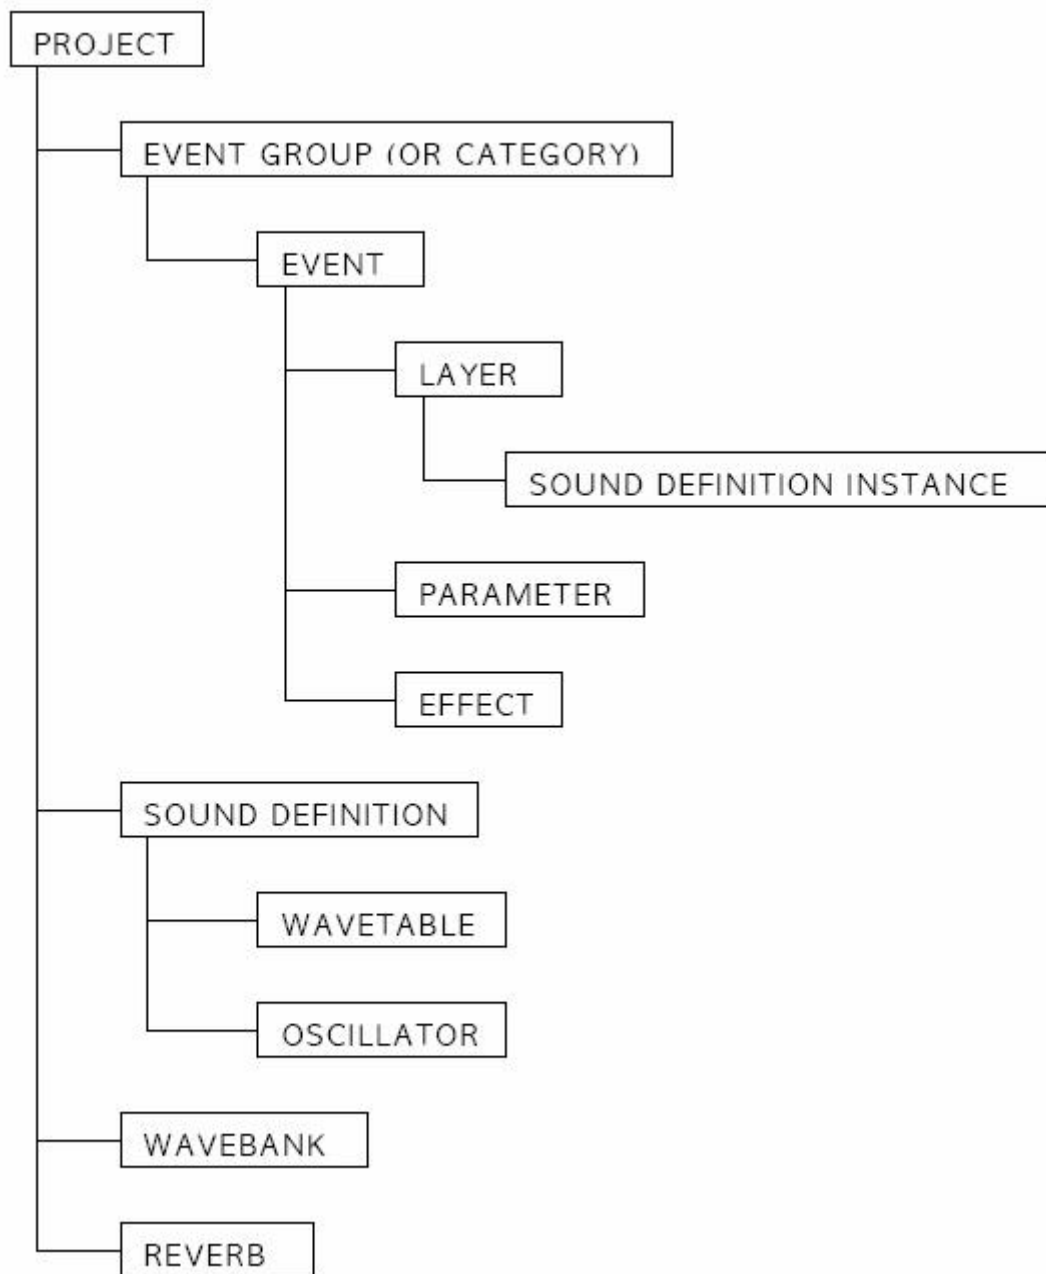 PROJECT
EVENT GROUP (OR CATEGORY)
EVENT
LAYER
SOUND DEFINITION INSTANCE
PARAMETER
EFFECT
SOUND DEFINITION
WAVETABLE
OSCILLATOR
WAVEBANK
REVERB